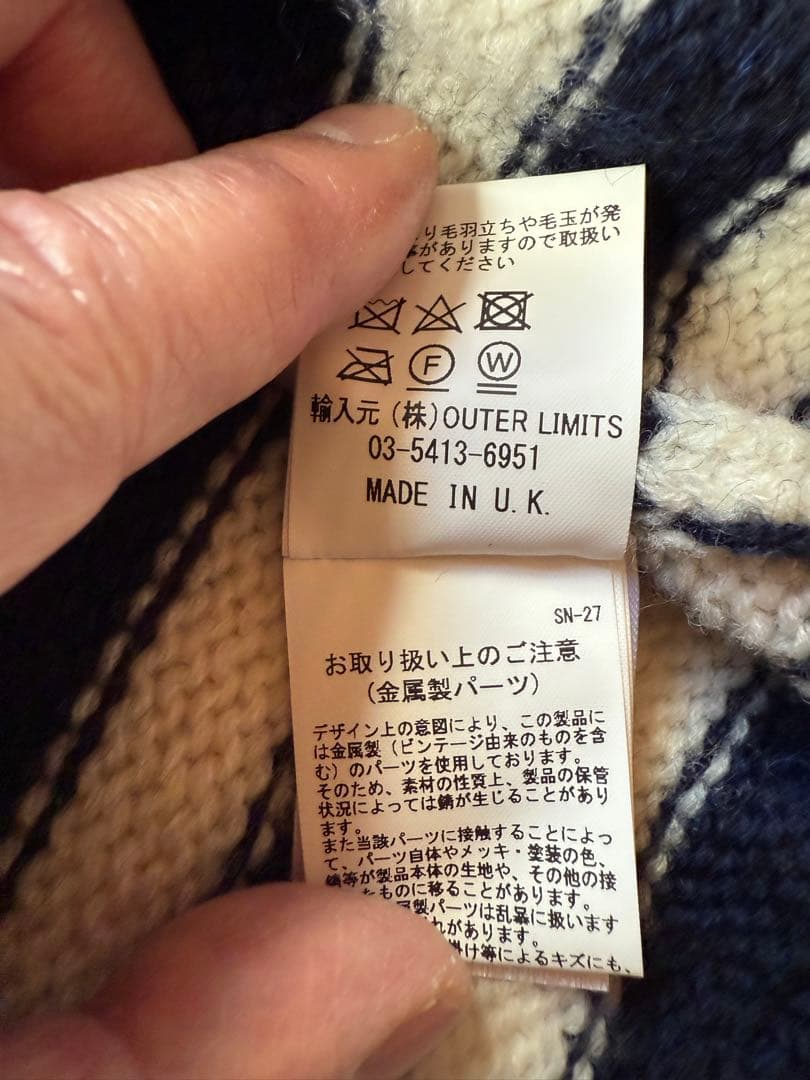 り毛羽立ちや毛玉が発
がありますので取扱い
してください
F W
輸入元 (株)OUTER LIMITS
03-5413-6951
MADE IN U.K.
SN-27
お取り扱い上のご注意
(金属製パーツ)
デザイン上の意図により、この製品に
は金属製(ビンテージ由来のものを含
む)のパーツを使用しております。
そのため、素材の性質上、製品の保管
状況によっては錆が生じることがあり
ます。
また当該パーツに接触することによっ
て、パーツ自体やメッキ・塗装の色、
錆等が製品本体の生地や、その他の接
たものに移ることがあります。
製パーツは乱暴に扱います
れがあります。
掛け等によるキズにも、